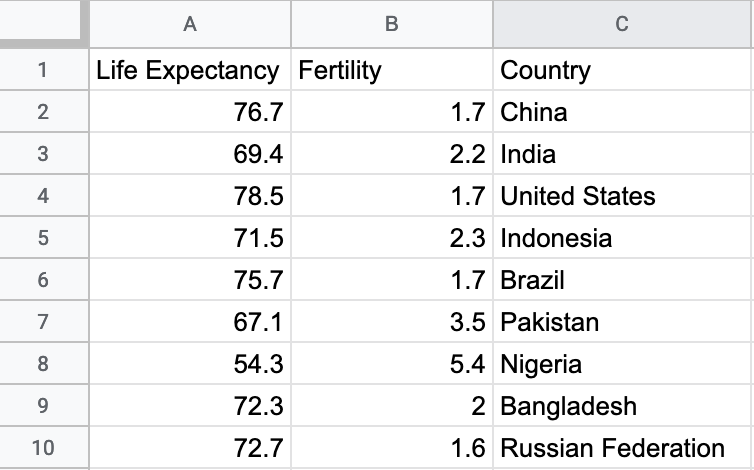 A B C
1 Life Expectancy Fertility Country
2 76.7 1.7 China
3 69.4 2.2 India
4 78.5 1.7 United States
5 71.5 2.3 Indonesia
6 75.7 1.7 Brazil
7 67.1 3.5 Pakistan
8 54.3 5.4 Nigeria
9 72.3 2 Bangladesh
10 72.7 1.6 Russian Federation